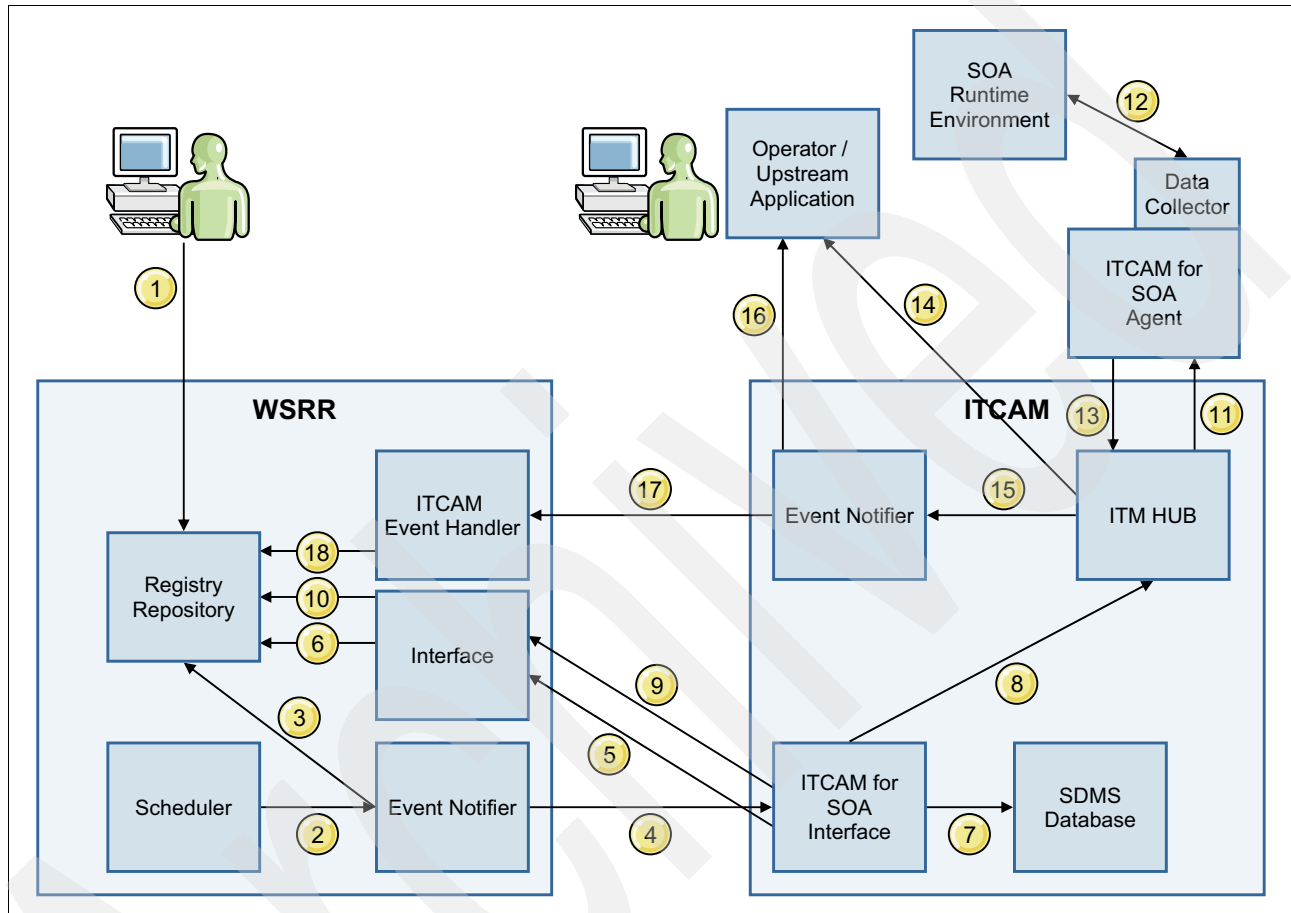 SOA
Runtime
Environment
12
Operator /
Upstream
Application
Data
Collector
ITCAM for
SOA
Agent
1
16
14
13
11
WSRR
ITCAM
ITCAM
Event Handler
17
Event Notifier
15
ITM HUB
18
Registry
Repository
10
6
Interface
9
8
3
5
Scheduler
2
Event Notifier
4
ITCAM for
SOA
Interface
7
SDMS
Database
Archived